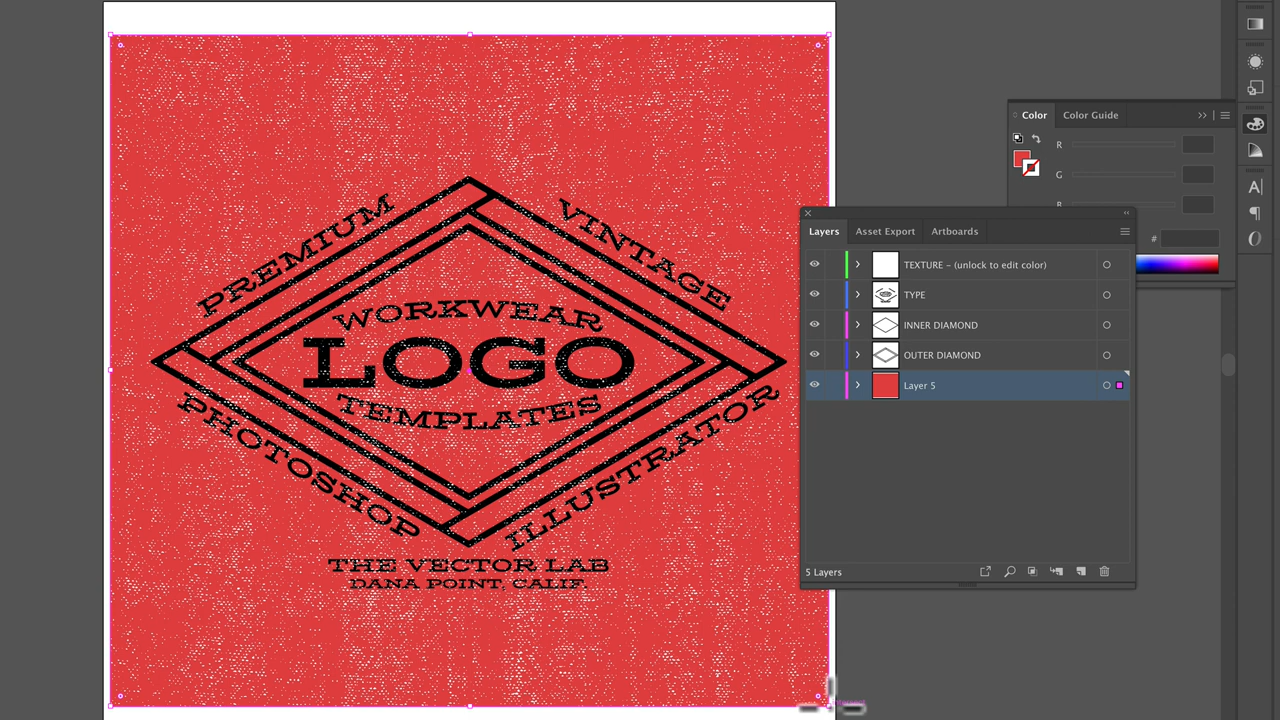 PREMIUM
VINTAGE
WORKWEAR
LOGO
TEMPLATES
PHOTOSHOP
ILLUSTRATOR
THE VECTOR LAB
DANA POINT, CALIF.
Color
Color Guide
R
G
B
#
Layers
Asset Export
Artboards
TEXTURE – (unlock to edit color)
TYPE
INNER DIAMOND
OUTER DIAMOND
Layer 5
5 Layers